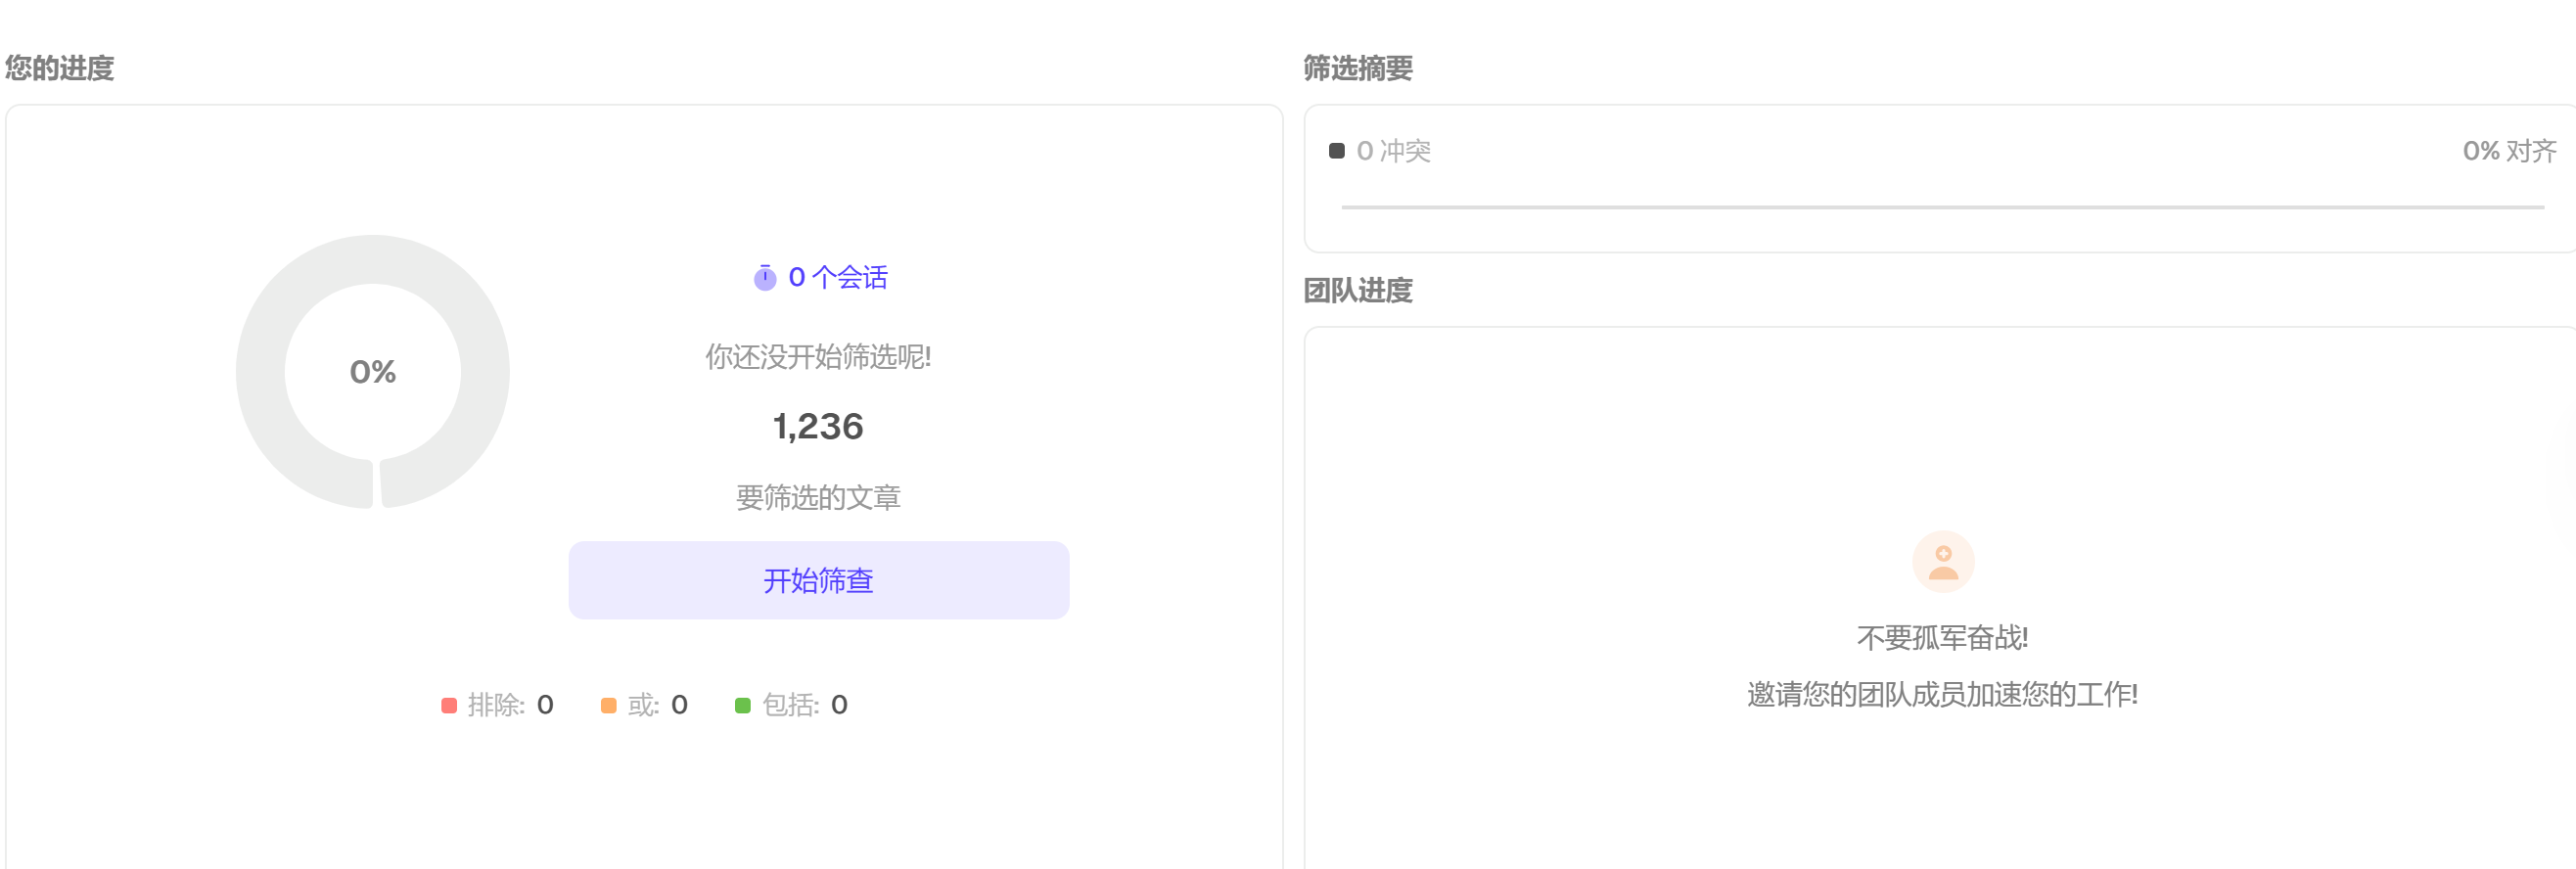 您的进度
0%
0 个会话
你还没开始筛选呢!
1,236
要筛选的文章
开始筛查
排除: 0 或: 0 包括: 0
筛选摘要
0 冲突 0% 对齐
团队进度
不要孤军奋战!
邀请您的团队成员加速您的工作!